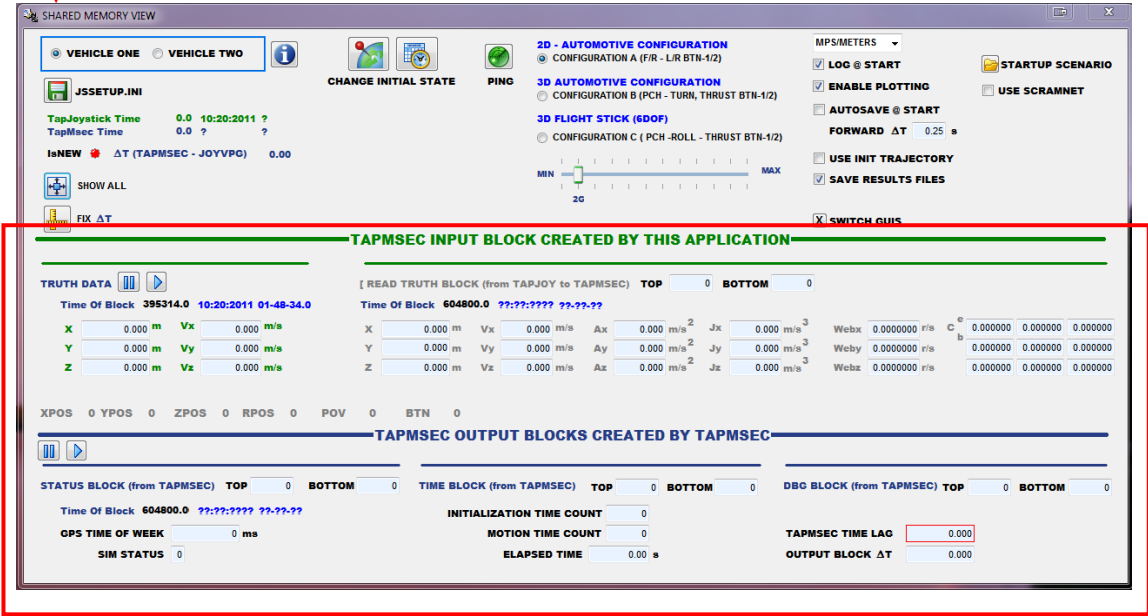 SHARED MEMORY VIEW
VEHICLE ONE VEHICLE TWO
JSSETUP.INI
TapJoystick Time 0.0 10:20:2011 ?
TapMsec Time 0.0 ? ?
IsNEW ΔT (TAPMSEC - JOYVPG) 0.00
SHOW ALL
FIX ΔT
CHANGE INITIAL STATE PING
2D - AUTOMOTIVE CONFIGURATION
CONFIGURATION A (F/R - L/R BTN-1/2)
3D AUTOMOTIVE CONFIGURATION
CONFIGURATION B (PCH - TURN, THRUST BTN-1/2)
3D FLIGHT STICK (6DOF)
CONFIGURATION C ( PCH -ROLL - THRUST BTN-1/2)
MIN MAX
2G
MPS/METERS
LOG @ START
ENABLE PLOTTING
AUTOSAVE @ START
FORWARD ΔT 0.25 s
USE INIT TRAJECTORY
SAVE RESULTS FILES
X SWITCH GUIS
STARTUP SCENARIO
USE SCRAMNET
TAPMSEC INPUT BLOCK CREATED BY THIS APPLICATION
TRUTH DATA
Time Of Block 395314.0 10:20:2011 01-48-34.0
X 0.000 m Vx 0.000 m/s
Y 0.000 m Vy 0.000 m/s
Z 0.000 m Vz 0.000 m/s
[ READ TRUTH BLOCK (from TAPJOY to TAPMSEC) TOP 0 BOTTOM 0
Time Of Block 604800.0 ??:??:???? ??-??-??
X 0.000 m Vx 0.000 m/s Ax 0.000 m/s2 Jx 0.000 m/s3 Webx 0.0000000 r/s C e b 0.000000 0.000000 0.000000
Y 0.000 m Vy 0.000 m/s Ay 0.000 m/s2 Jy 0.000 m/s3 Weby 0.0000000 r/s 0.000000 0.000000 0.000000
Z 0.000 m Vz 0.000 m/s Az 0.000 m/s2 Jz 0.000 m/s3 Webz 0.0000000 r/s 0.000000 0.000000 0.000000
XPOS 0 YPOS 0 ZPOS 0 RPOS 0 POV 0 BTN 0
TAPMSEC OUTPUT BLOCKS CREATED BY TAPMSEC
STATUS BLOCK (from TAPMSEC) TOP 0 BOTTOM 0
Time Of Block 604800.0 ??:??:???? ??-??-??
GPS TIME OF WEEK 0 ms
SIM STATUS 0
TIME BLOCK (from TAPMSEC) TOP 0 BOTTOM 0
INITIALIZATION TIME COUNT 0
MOTION TIME COUNT 0
ELAPSED TIME 0.00 s
DBG BLOCK (from TAPMSEC) TOP 0 BOTTOM 0
TAPMSEC TIME LAG 0.000
OUTPUT BLOCK ΔT 0.000